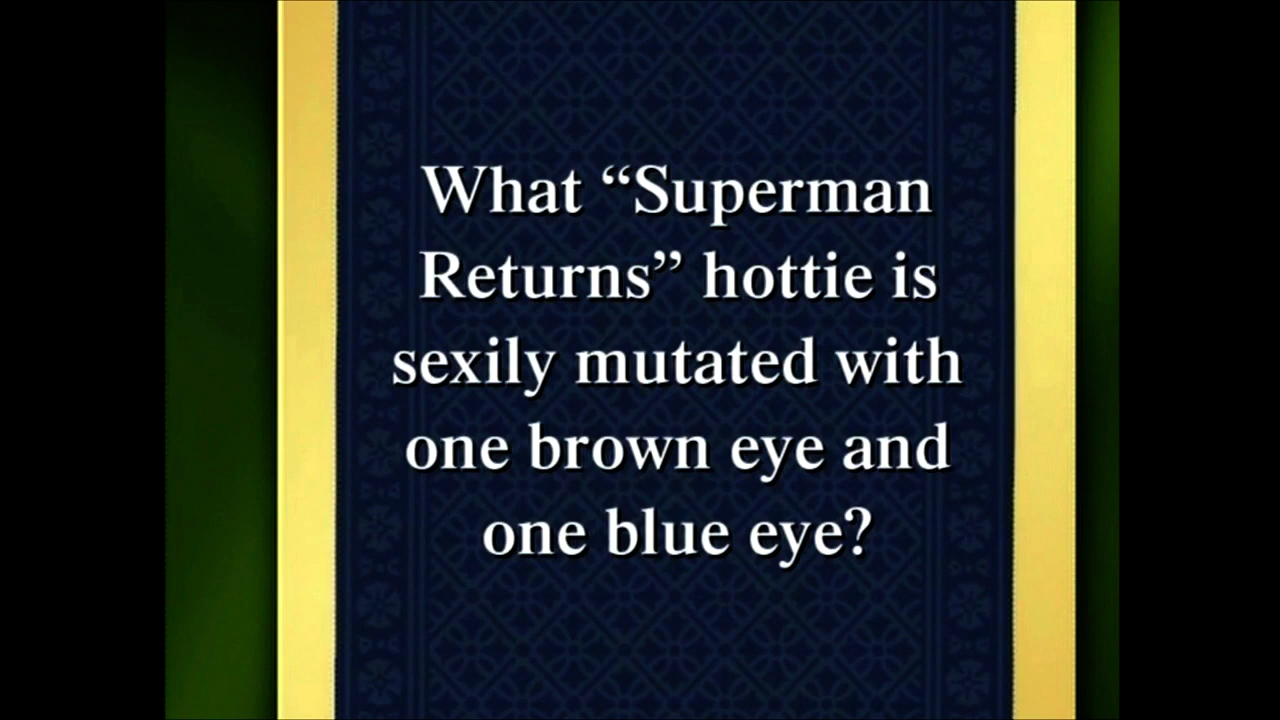 What “Superman
Returns” hottie is
sexily mutated with
one brown eye and
one blue eye?